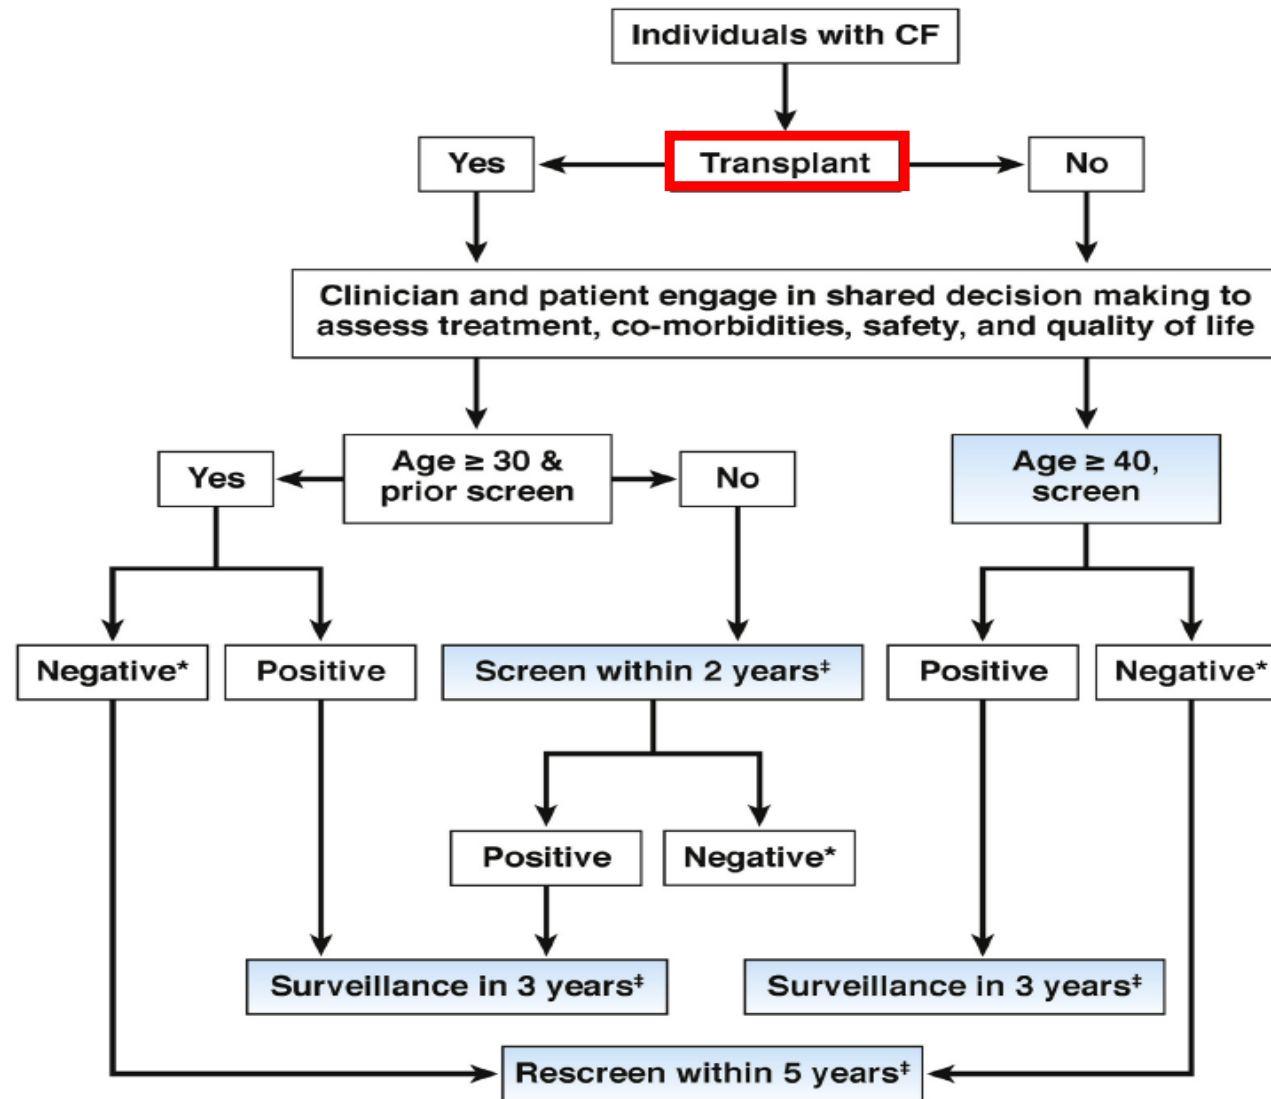 Individuals with CF
Yes
Transplant
No
Clinician and patient engage in shared decision making to
assess treatment, co-morbidities, safety, and quality of life
Yes
Age ≥ 30 &
prior screen
No
Age ≥ 40,
screen
Negative*
Positive
Screen within 2 years‡
Positive
Negative*
Positive
Negative*
Surveillance in 3 years‡
Surveillance in 3 years‡
Rescreen within 5 years‡